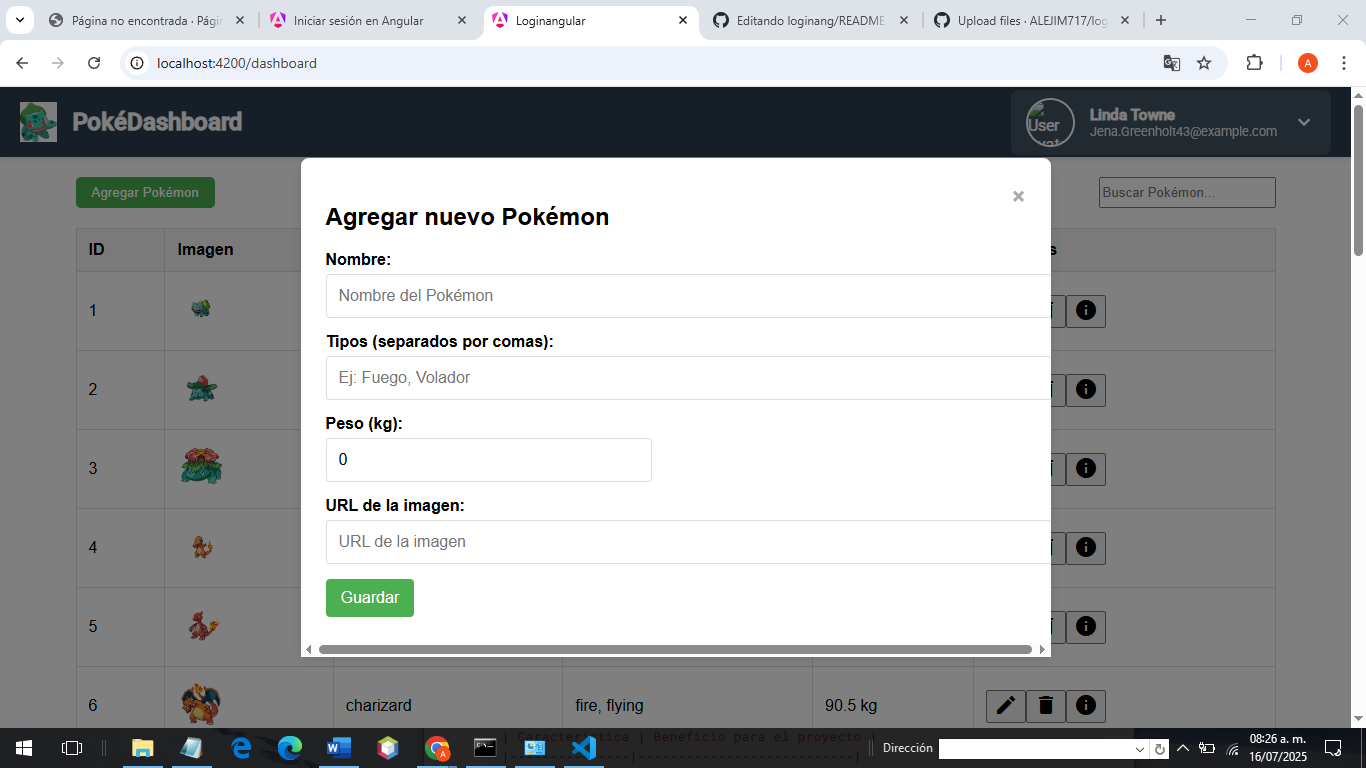 Página no encontrada · Pági
Iniciar sesión en Angular
Loginangular
Editando loginang/README
Upload files · ALEJIM717/log
localhost:4200/dashboard
A
PokéDashboard
User
Linda Towne
Jena.Greenholt43@example.com
Agregar Pokémon
Buscar Pokémon...
×
Agregar nuevo Pokémon
ID
Imagen
s
Nombre:
Nombre del Pokémon
1
Tipos (separados por comas):
Ej: Fuego, Volador
2
Peso (kg):
0
3
URL de la imagen:
URL de la imagen
4
Guardar
5
6
charizard
fire, flying
90.5 kg
| Característica | Beneficio para el proyecto |
Dirección
08:26 a. m.
16/07/2025